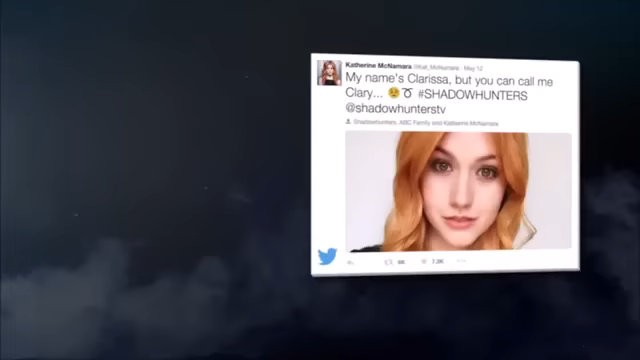 Katherine McNamara @Kat_McNamara · May 12
My name's Clarissa, but you can call me
Clary... 😢➰ #SHADOWHUNTERS
@shadowhunterstv
Shadowhunters, ABC Family and Katherine McNamara
6K 7.2K